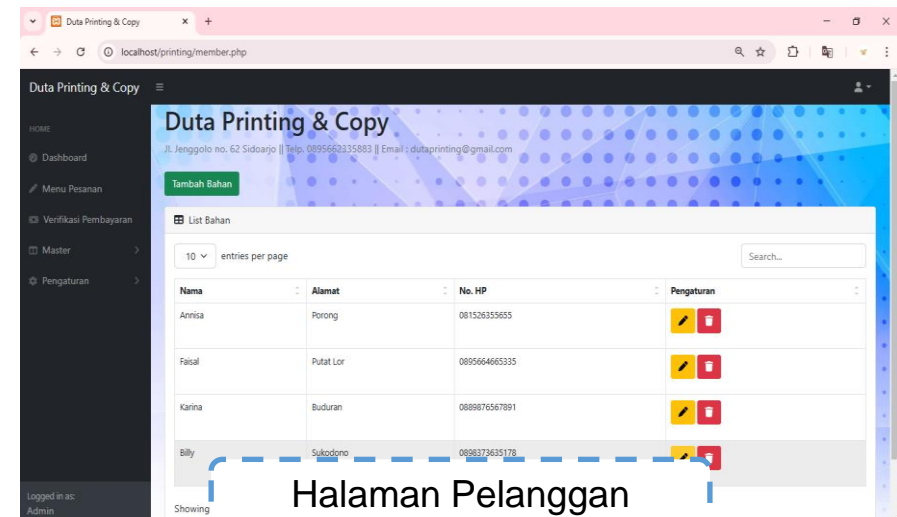 Duta Printing & Copy
localhost/printing/member.php
Duta Printing & Copy
HOME
Dashboard
Menu Pesanan
Verifikasi Pembayaran
Master
Pengaturan
Logged in as:
Admin
Duta Printing & Copy
Jl. Jenggolo no. 62 Sidoarjo || Telp. 0895662335883 || Email : dutaprinting@gmail.com
Tambah Bahan
List Bahan
10 entries per page
Search...
Nama Alamat No. HP Pengaturan
Annisa Porong 081526355655
Faisal Putat Lor 0895664665335
Karina Buduran 0889876567891
Billy Sukodono 0898373635178
Showing
Halaman Pelanggan